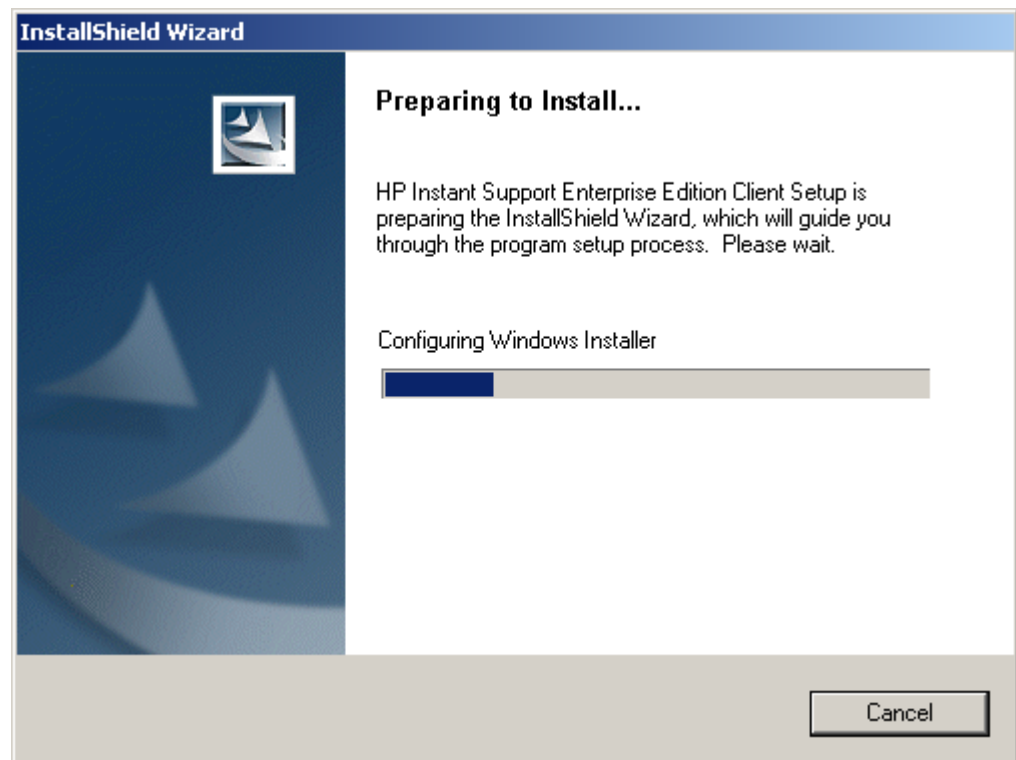 InstallShield Wizard
Preparing to Install...
HP Instant Support Enterprise Edition Client Setup is
preparing the InstallShield Wizard, which will guide you
through the program setup process.  Please wait.
Configuring Windows Installer
Cancel